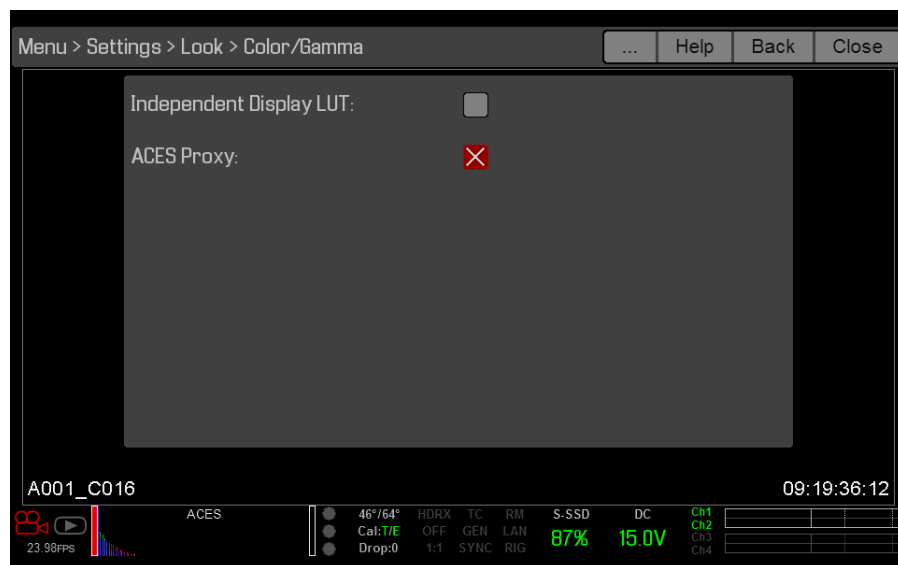 Menu > Settings > Look > Color/Gamma ... Help Back Close
Independent Display LUT:
ACES Proxy:
A001_C016 09:19:36:12
ACES 46°/64° HDRX TC RM S-SSD DC Ch1
Ch2
Cal:T/E OFF GEN LAN 87% 15.0V Ch3
23.98FPS Drop:0 1:1 SYNC RIG Ch4